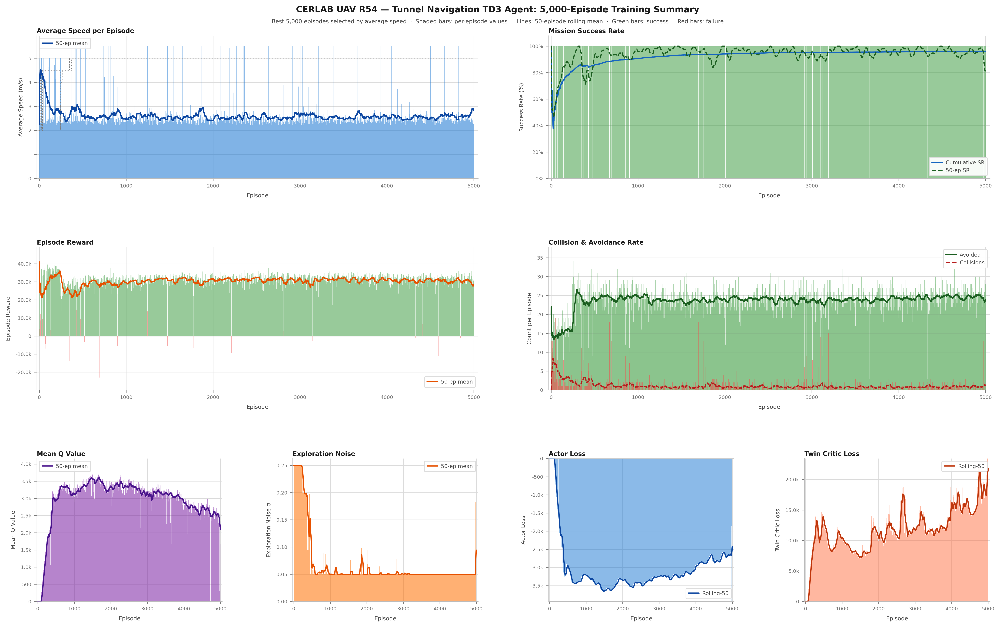 CERLAB UAV R54 — Tunnel Navigation TD3 Agent: 5,000-Episode Training Summary
Best 5,000 episodes selected by average speed · Shaded bars: per-episode values · Lines: 50-episode rolling mean · Green bars: success · Red bars: failure
Average Speed per Episode
50-ep mean
Average Speed (m/s)
5
4
3
2
1
0
0 1000 2000 3000 4000 5000
Episode
Mission Success Rate
Success Rate (%)
100%
80%
60%
40%
20%
0%
Cumulative SR
50-ep SR
0 1000 2000 3000 4000 5000
Episode
Episode Reward
Episode Reward
40.0k
30.0k
20.0k
10.0k
0
-10.0k
-20.0k
50-ep mean
0 1000 2000 3000 4000 5000
Episode
Collision & Avoidance Rate
Count per Episode
35
30
25
20
15
10
5
0
Avoided
Collisions
0 1000 2000 3000 4000 5000
Episode
Mean Q Value
50-ep mean
Mean Q Value
4.0k
3.5k
3.0k
2.5k
2.0k
1.5k
1.0k
500
0
0 1000 2000 3000 4000 5000
Episode
Exploration Noise
50-ep mean
Exploration Noise σ
0.25
0.20
0.15
0.10
0.05
0.00
0 1000 2000 3000 4000 5000
Episode
Actor Loss
Actor Loss
0
-500
-1.0k
-1.5k
-2.0k
-2.5k
-3.0k
-3.5k
Rolling-50
0 1000 2000 3000 4000 5000
Episode
Twin Critic Loss
Rolling-50
Twin Critic Loss
20.0k
15.0k
10.0k
5.0k
0
0 1000 2000 3000 4000 5000
Episode